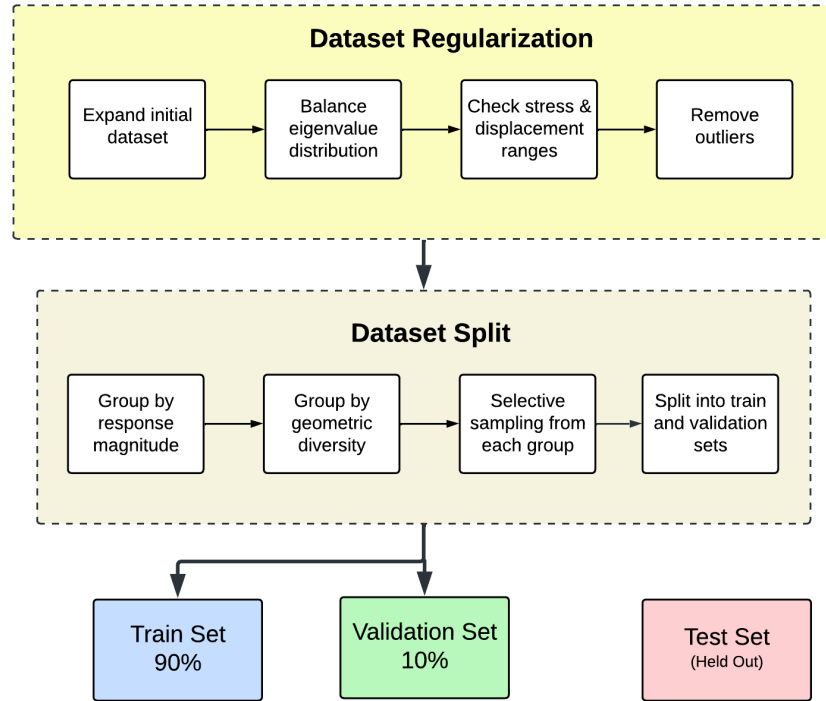 Dataset Regularization
Expand initial
dataset
Balance
eigenvalue
distribution
Check stress &
displacement
ranges
Remove
outliers
Dataset Split
Group by
response
magnitude
Group by
geometric
diversity
Selective
sampling from
each group
Split into train
and validation
sets
Train Set
90%
Validation Set
10%
Test Set
(Held Out)